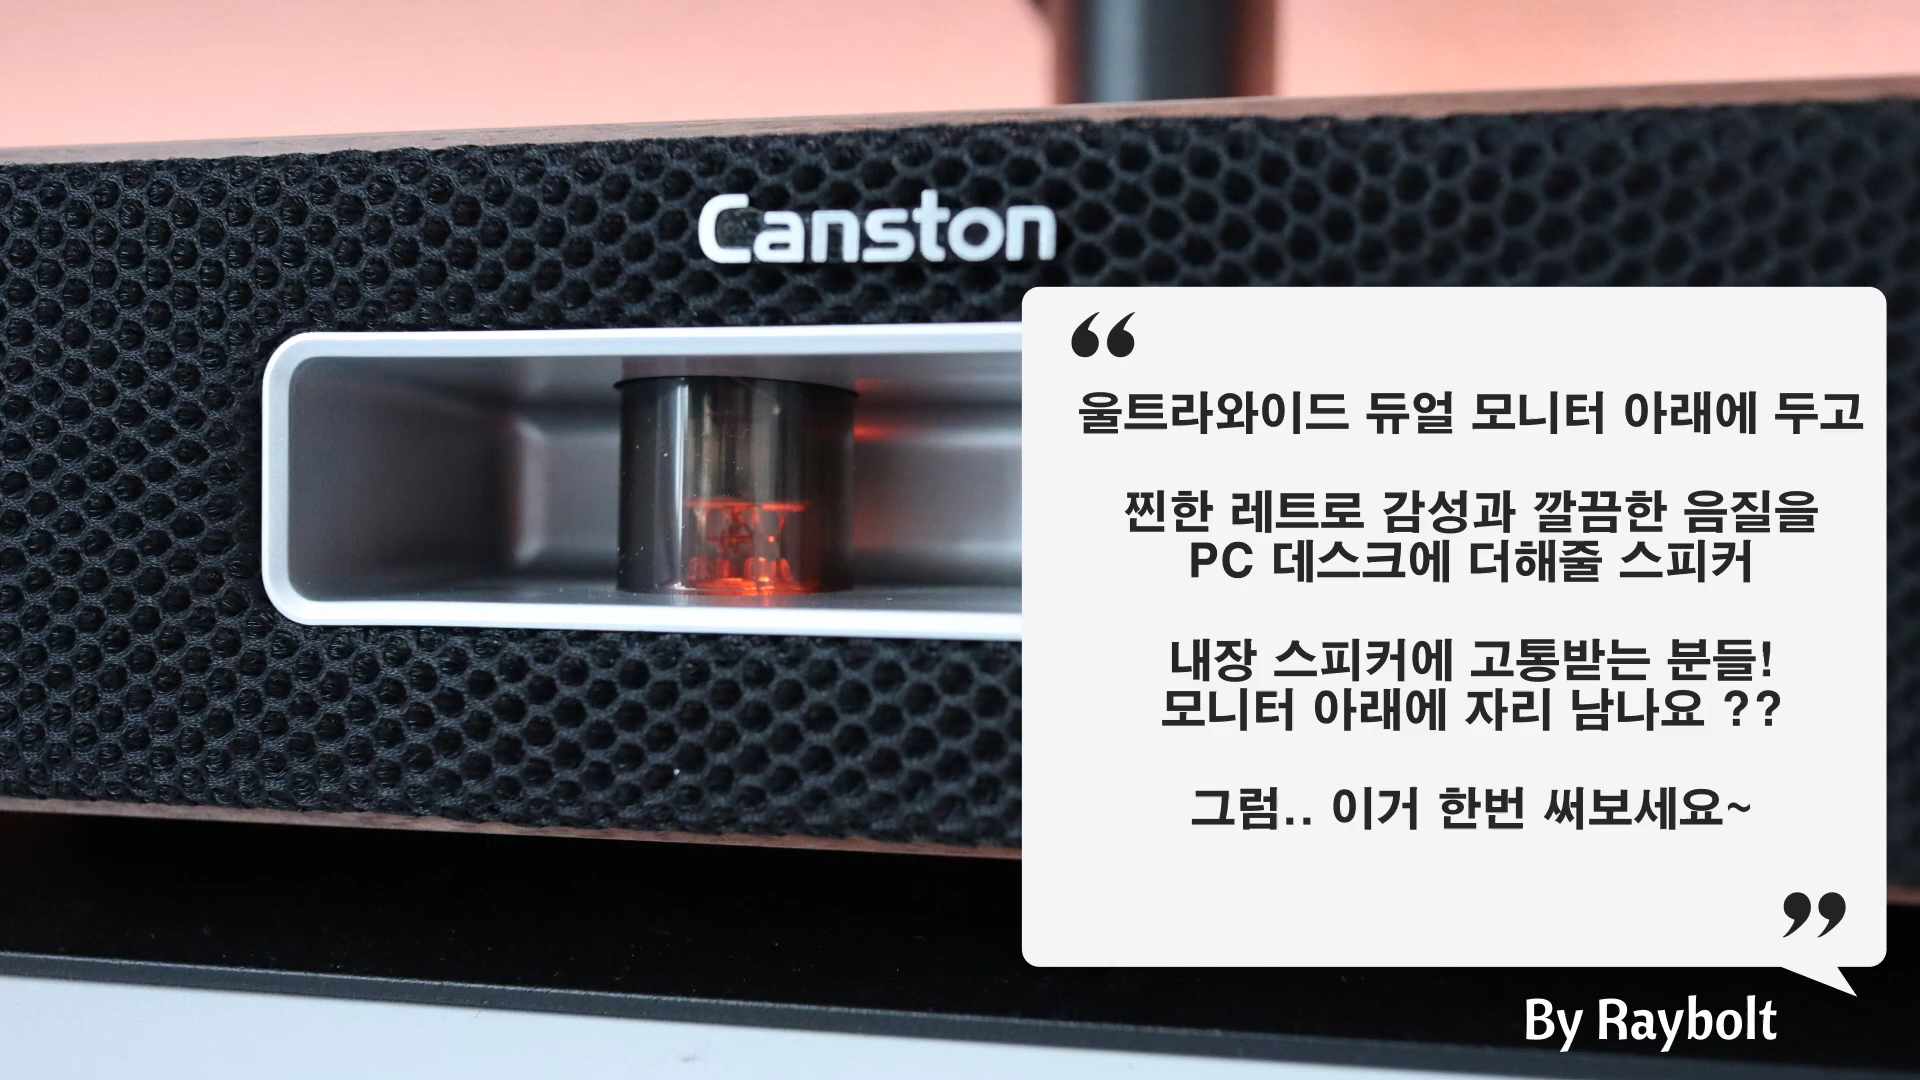 Canston
울트라와이드 듀얼 모니터 아래에 두고
찐한 레트로 감성과 깔끔한 음질을
PC 데스크에 더해줄 스피커
내장 스피커에 고통받는 분들!
모니터 아래에 자리 남나요 ??
그럼.. 이거 한번 써보세요~
By Raybolt